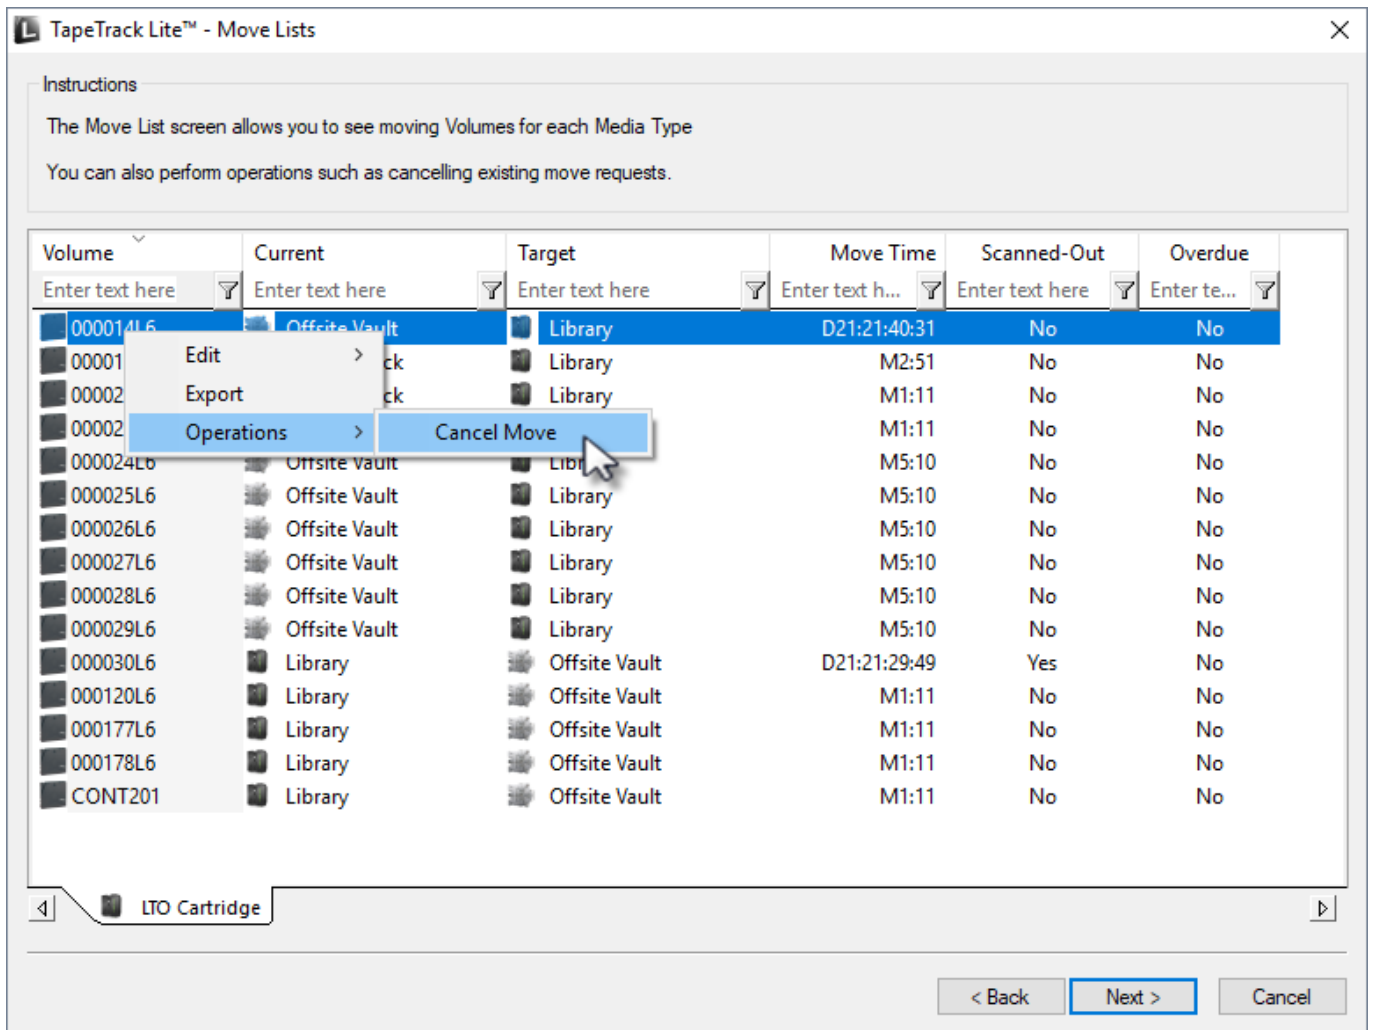 TapeTrack Lite™ - Move Lists
Instructions
The Move List screen allows you to see moving Volumes for each Media Type
You can also perform operations such as cancelling existing move requests.
Volume Current Target Move Time Scanned-Out Overdue
Enter text here Enter text here Enter text here Enter text h... Enter text here Enter te...
000014L6 Offsite Vault Library D21:21:40:31 No No
00001 ck Library M2:51 No No
00002 ck Library M1:11 No No
00002 M1:11 No No
Edit
Export
Operations
Cancel Move
000024L6 Offsite Vault M5:10 No No
000025L6 Offsite Vault Library M5:10 No No
000026L6 Offsite Vault Library M5:10 No No
000027L6 Offsite Vault Library M5:10 No No
000028L6 Offsite Vault Library M5:10 No No
000029L6 Offsite Vault Library M5:10 No No
000030L6 Library Offsite Vault D21:21:29:49 Yes No
000120L6 Library Offsite Vault M1:11 No No
000177L6 Library Offsite Vault M1:11 No No
000178L6 Library Offsite Vault M1:11 No No
CONT201 Library Offsite Vault M1:11 No No
LTO Cartridge
< Back Next > Cancel